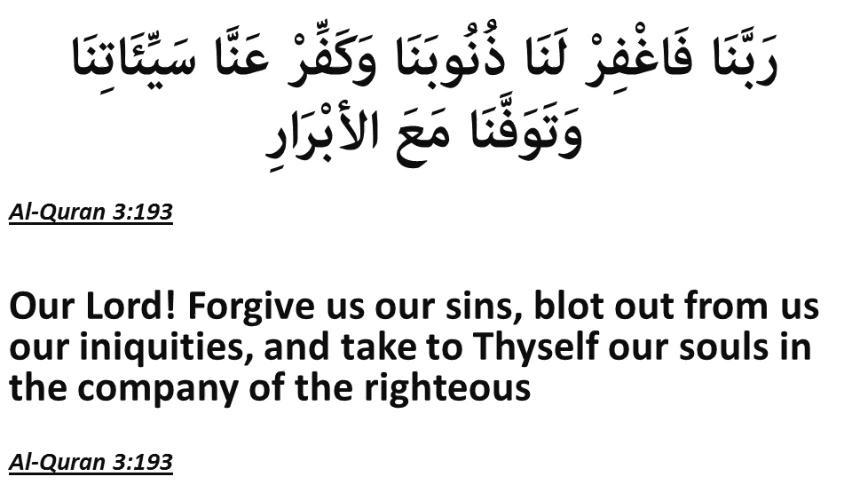 رَبَّنَا فَاغْفِرْ لَنَا ذُنُوبَنَا وَكَفِّرْ عَنَّا سَيِّئَاتِنَا
وَتَوَفَّنَا مَعَ الأبْرَارِ
Al-Quran 3:193
Our Lord! Forgive us our sins, blot out from us
our iniquities, and take to Thyself our souls in
the company of the righteous
Al-Quran 3:193